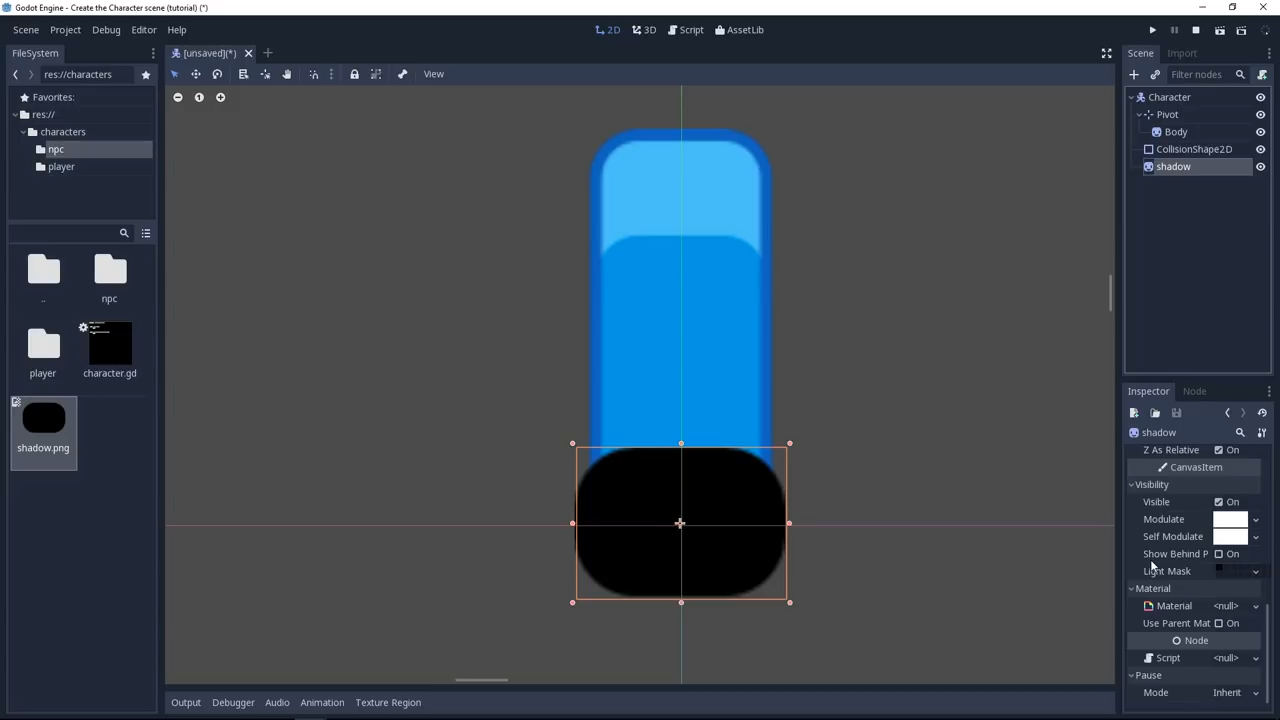 Godot Engine - Create the Character scene (tutorial) (*)
Scene Project Debug Editor Help
2D 3D Script AssetLib
FileSystem
res://characters
Favorites:
res://
characters
npc
player
..
npc
player
character.gd
shadow.png
[unsaved](*)
View
1
Output Debugger Audio Animation Texture Region
Scene Import
Filter nodes
Character
Pivot
Body
CollisionShape2D
shadow
Inspector Node
shadow
Z As Relative On
CanvasItem
Visibility
Visible On
Modulate
Self Modulate
Show Behind P On
Light Mask
Material
Material <null>
Use Parent Mat On
Node
Script <null>
Pause
Mode Inherit